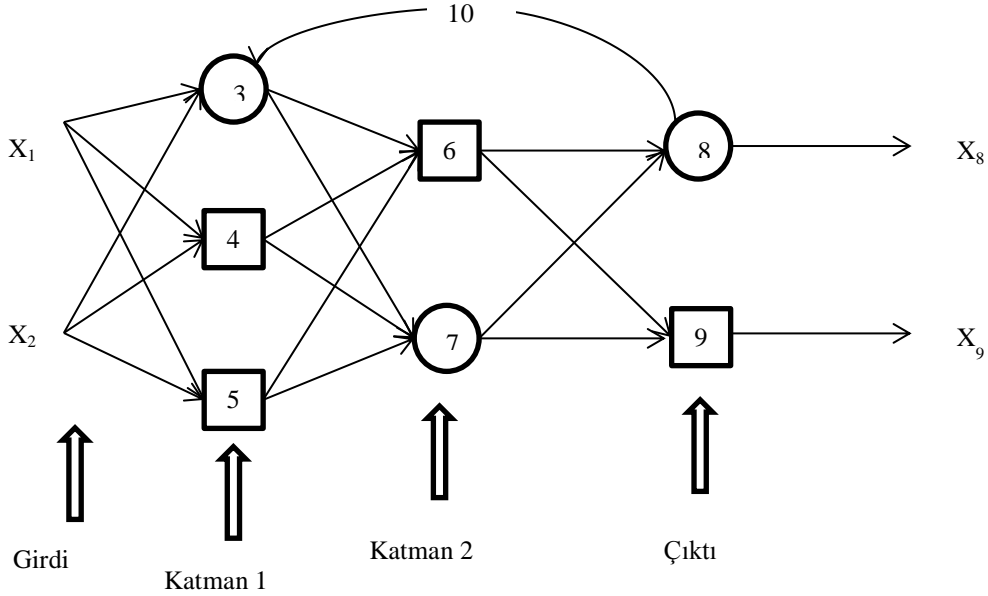 10
3
X₁
6
8
X₈
4
X₂
7
9
X₉
5
Girdi
Katman 1
Katman 2
Çıktı